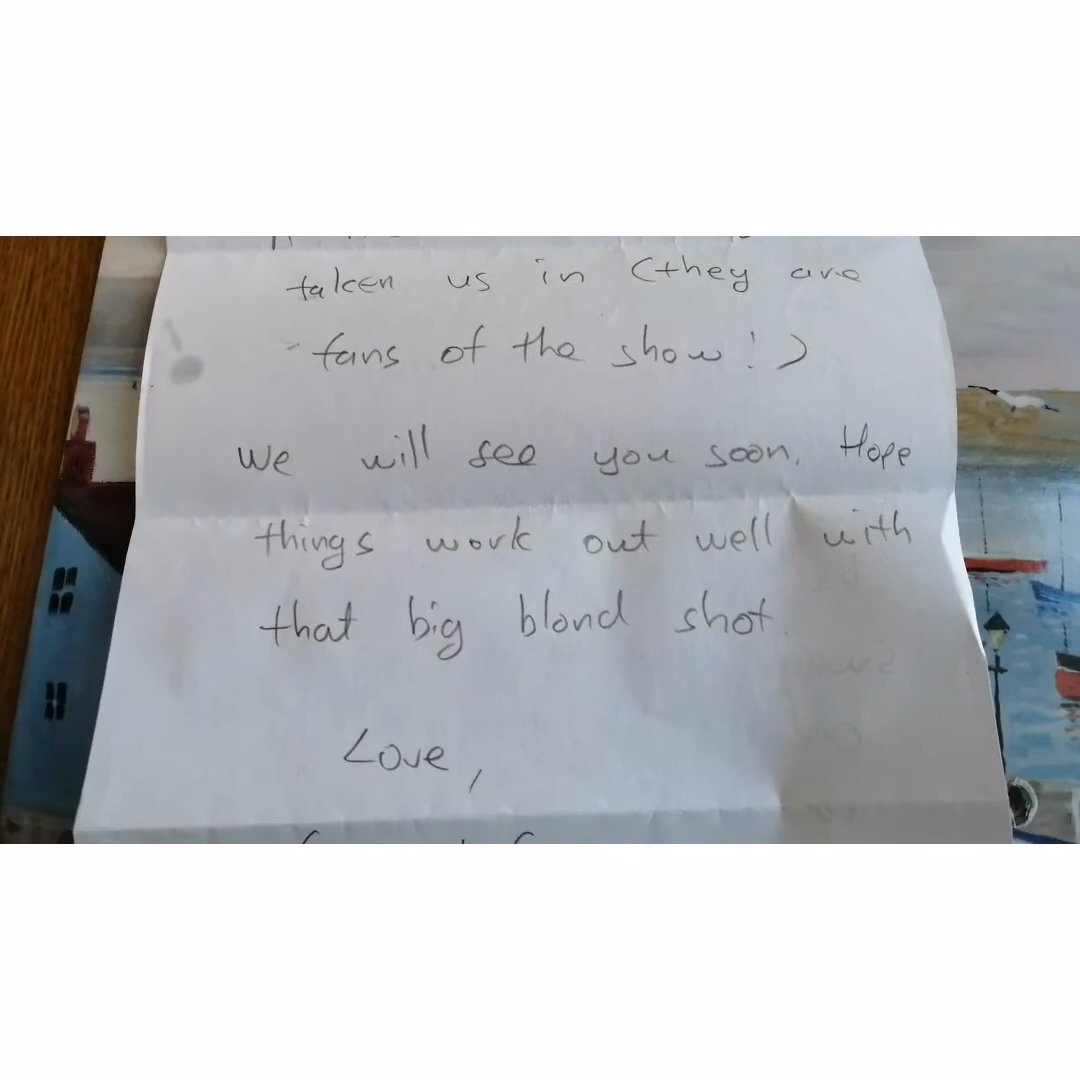 taken us in (they are
fans of the show!)
We will see you soon. Hope
things work out well with
that big blond shot.
Love,